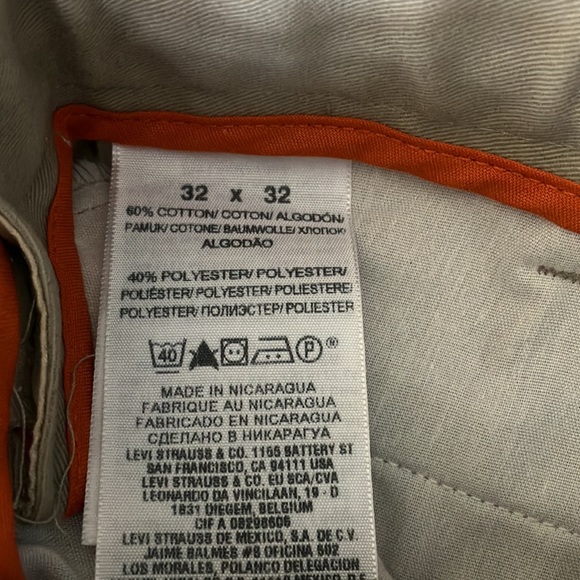 32 x 32
60% COTTON/ COTON/ ALGODÓN/
PAMUK/ COTONE/ BAUMWOLLE/ ХЛОПОК/
ALGODÃO
40% POLYESTER/ POLYESTER/
POLIÉSTER/ POLYESTER/ POLIESTERE/
POLYESTER/ ПОЛИЭСТЕР/ POLIESTER
40 P
MADE IN NICARAGUA
FABRIQUE AU NICARAGUA
FABRICADO EN NICARAGUA
СДЕЛАНО В НИКАРАГУА
LEVI STRAUSS & CO. 1155 BATTERY ST
SAN FRANCISCO, CA 94111 USA
LEVI STRAUSS & CO. EU SCA/CVA
LEONARDO DA VINCILAAN, 19 - D
1831 DIEGEM, BELGIUM
CIF A 08298606
LEVI STRAUSS DE MEXICO, S.A. DE C.V.
JAIME BALMES #8 OFICINA 602
LOS MORALES, POLANCO DELEGACION